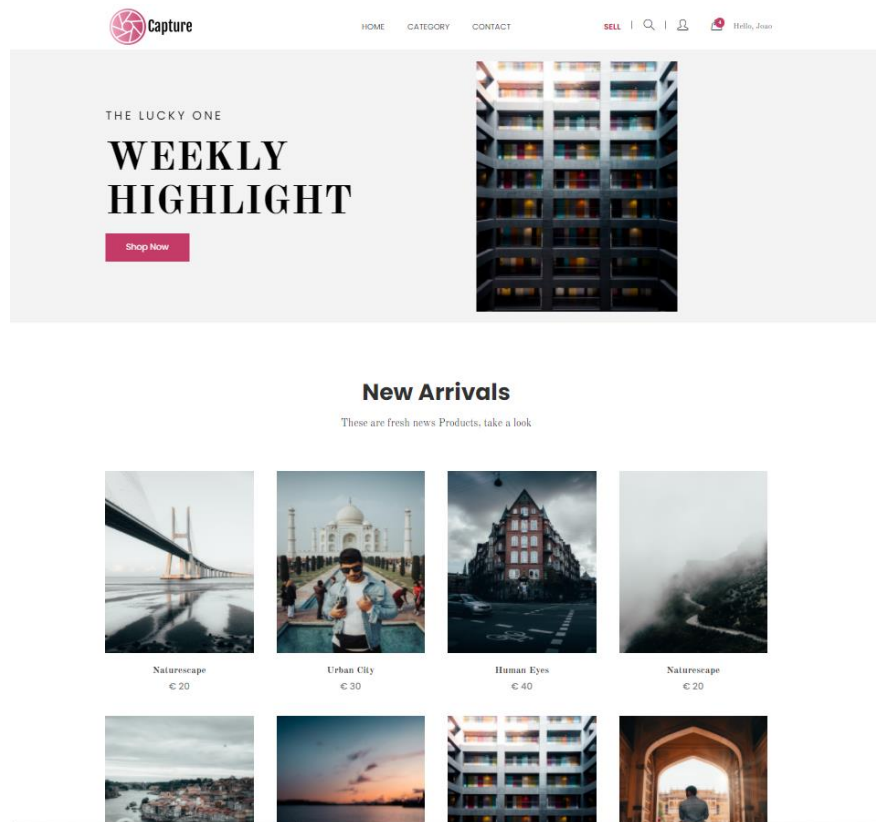 Capture
HOME CATEGORY CONTACT
SELL
Hello, Joao
THE LUCKY ONE
WEEKLY
HIGHLIGHT
Shop Now
New Arrivals
These are fresh news Products, take a look
Naturescape
€ 20
Urban City
€ 30
Human Eyes
€ 40
Naturescape
€ 20